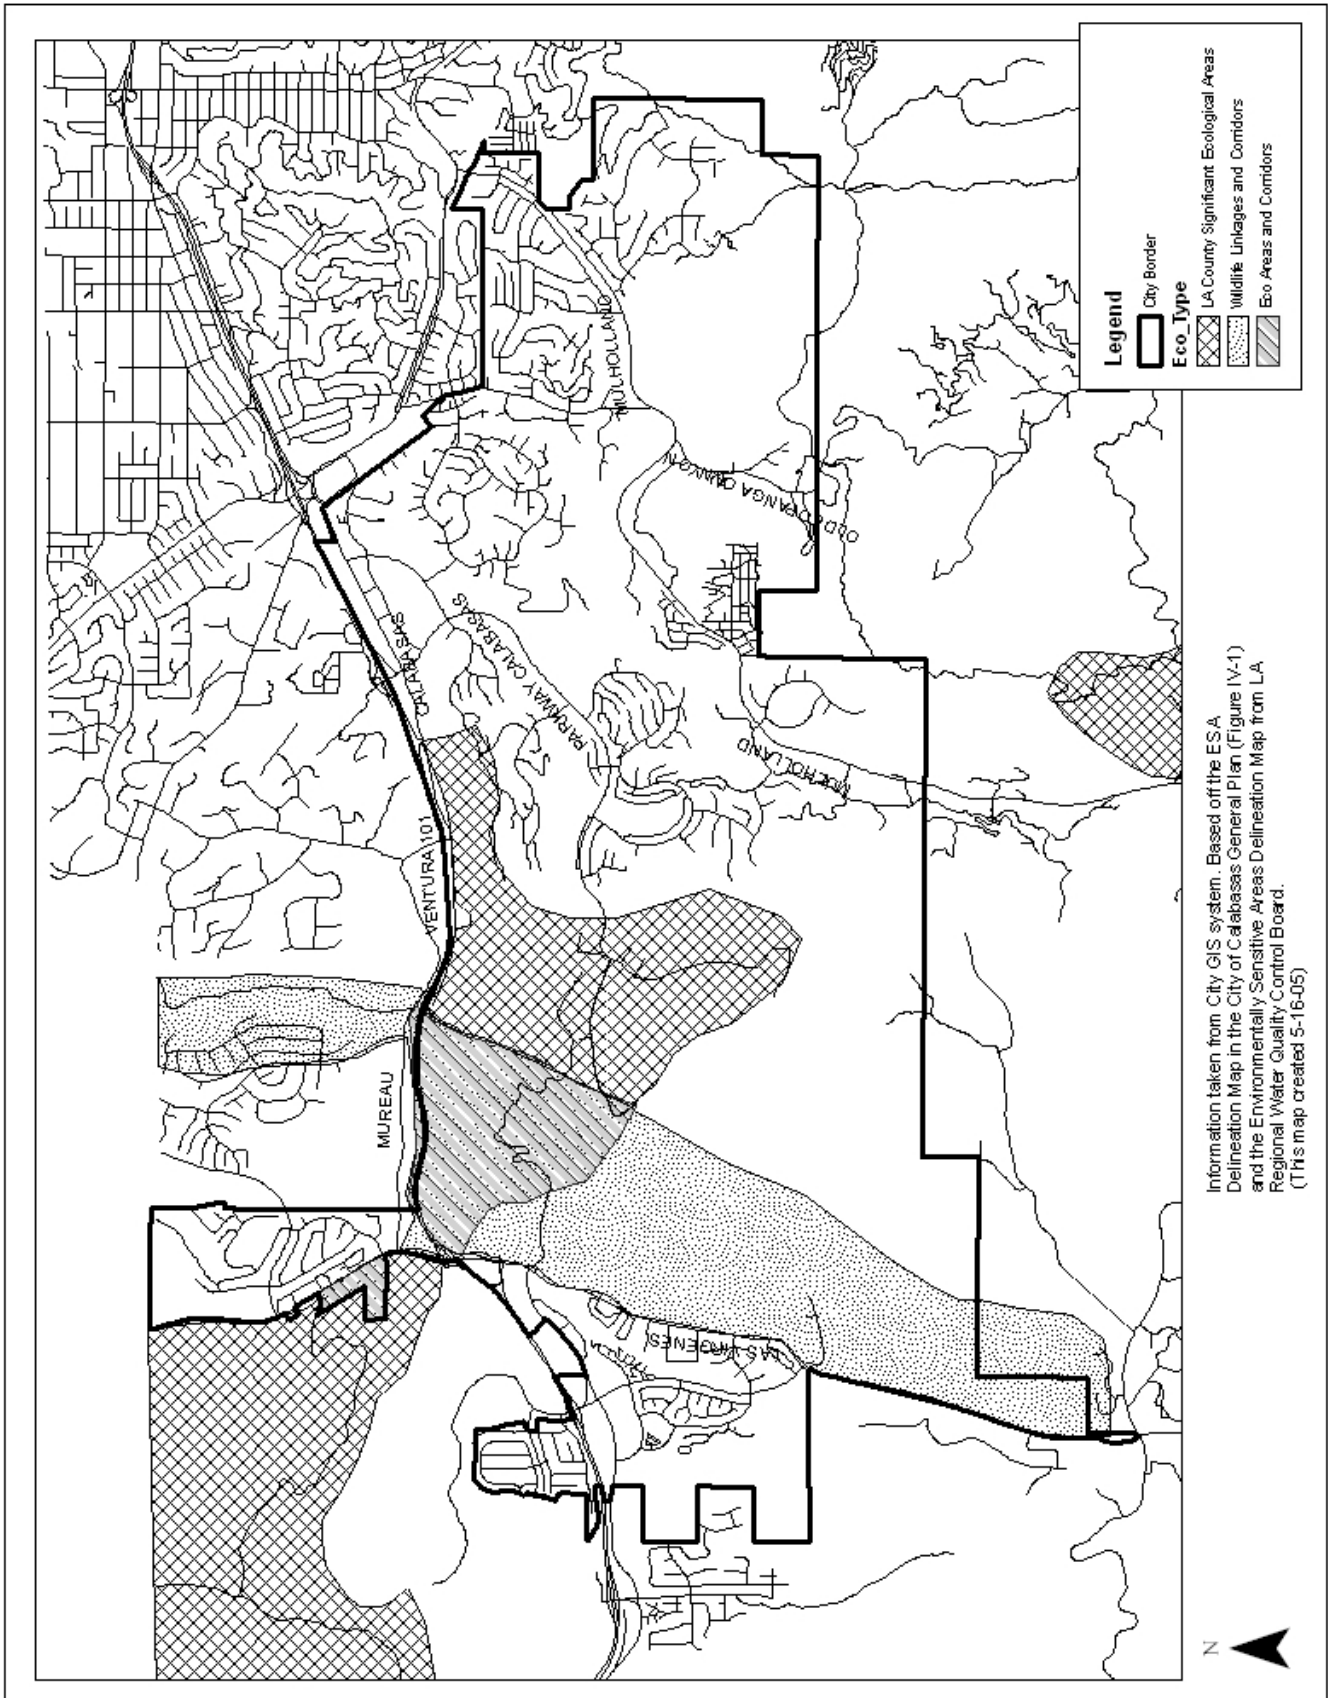 VENTURA 101
MUREAU
CALABASAS
PARKWAY CALABASAS
MULHOLLAND
MULHOLLAND
OLD TOPANGA CANYON
LAS VIRGENES
Legend
City Border
Eco_Type
LA County Significant Ecological Areas
Wildlife Linkages and Corridors
Eco Areas and Corridors
Information taken from City GIS system. Based off the ESA
Delineation Map in the City of Calabasas General Plan (Figure IV-1)
and the Environmentally Sensitive Areas Delineation Map from LA
Regional Water Quality Control Board.
(This map created 5-16-05)
N